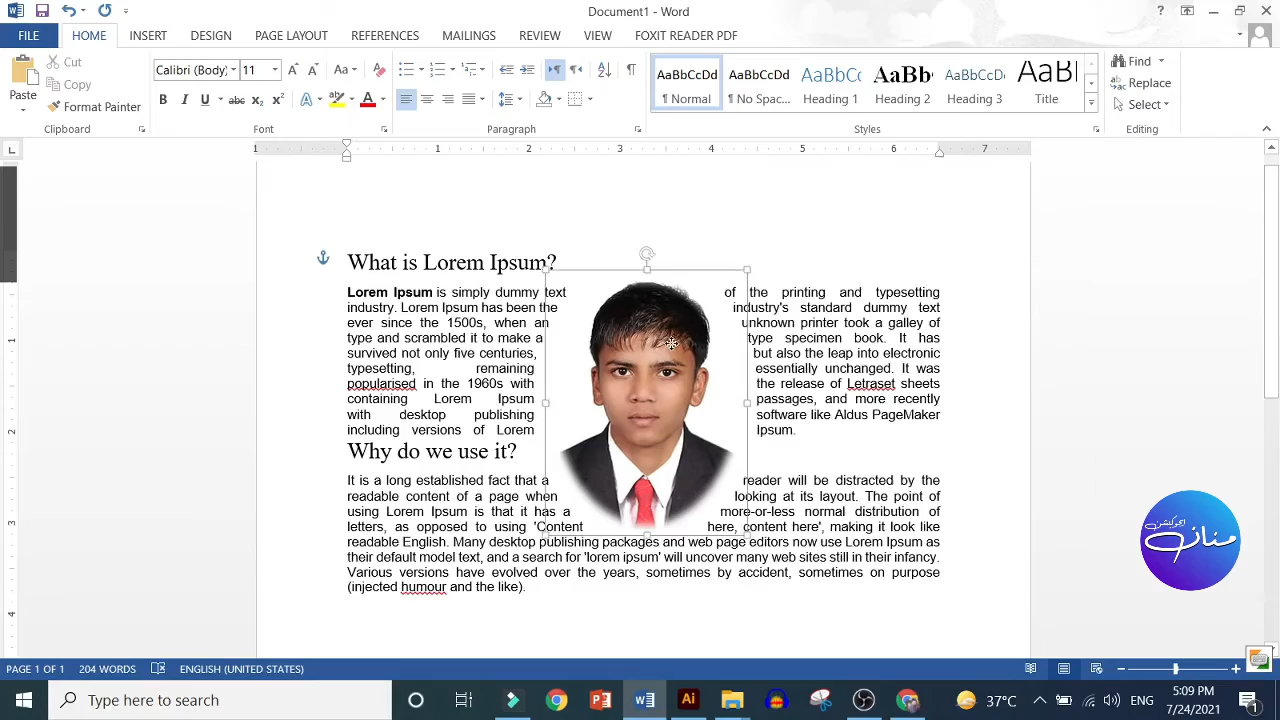 Document1 - Word
FILE HOME INSERT DESIGN PAGE LAYOUT REFERENCES MAILINGS REVIEW VIEW FOXIT READER PDF
Paste
Cut
Copy
Format Painter
Clipboard
Calibri (Body) 11
Font
Paragraph
AaBbCcDd AaBbCcDd AaBbCc AaBb AaBbCcD AaB
¶ Normal ¶ No Spac... Heading 1 Heading 2 Heading 3 Title
Styles
Find
Replace
Select
Editing
1 1 2 3 4 5 6 7
What is Lorem Ipsum?
Lorem Ipsum is simply dummy text of the printing and typesetting
industry. Lorem Ipsum has been the industry's standard dummy text
ever since the 1500s, when an unknown printer took a galley of
type and scrambled it to make a type specimen book. It has
survived not only five centuries, but also the leap into electronic
typesetting, remaining essentially unchanged. It was
popularised in the 1960s with the release of Letraset sheets
containing Lorem Ipsum passages, and more recently
with desktop publishing software like Aldus PageMaker
including versions of Lorem Ipsum.
Why do we use it?
It is a long established fact that a reader will be distracted by the
readable content of a page when looking at its layout. The point of
using Lorem Ipsum is that it has a more-or-less normal distribution of
letters, as opposed to using 'Content here, content here', making it look like
readable English. Many desktop publishing packages and web page editors now use Lorem Ipsum as
their default model text, and a search for 'lorem ipsum' will uncover many web sites still in their infancy.
Various versions have evolved over the years, sometimes by accident, sometimes on purpose
(injected humour and the like).
1
2
3
4
PAGE 1 OF 1 204 WORDS ENGLISH (UNITED STATES)
Type here to search
37°C ENG
5:09 PM
7/24/2021
1